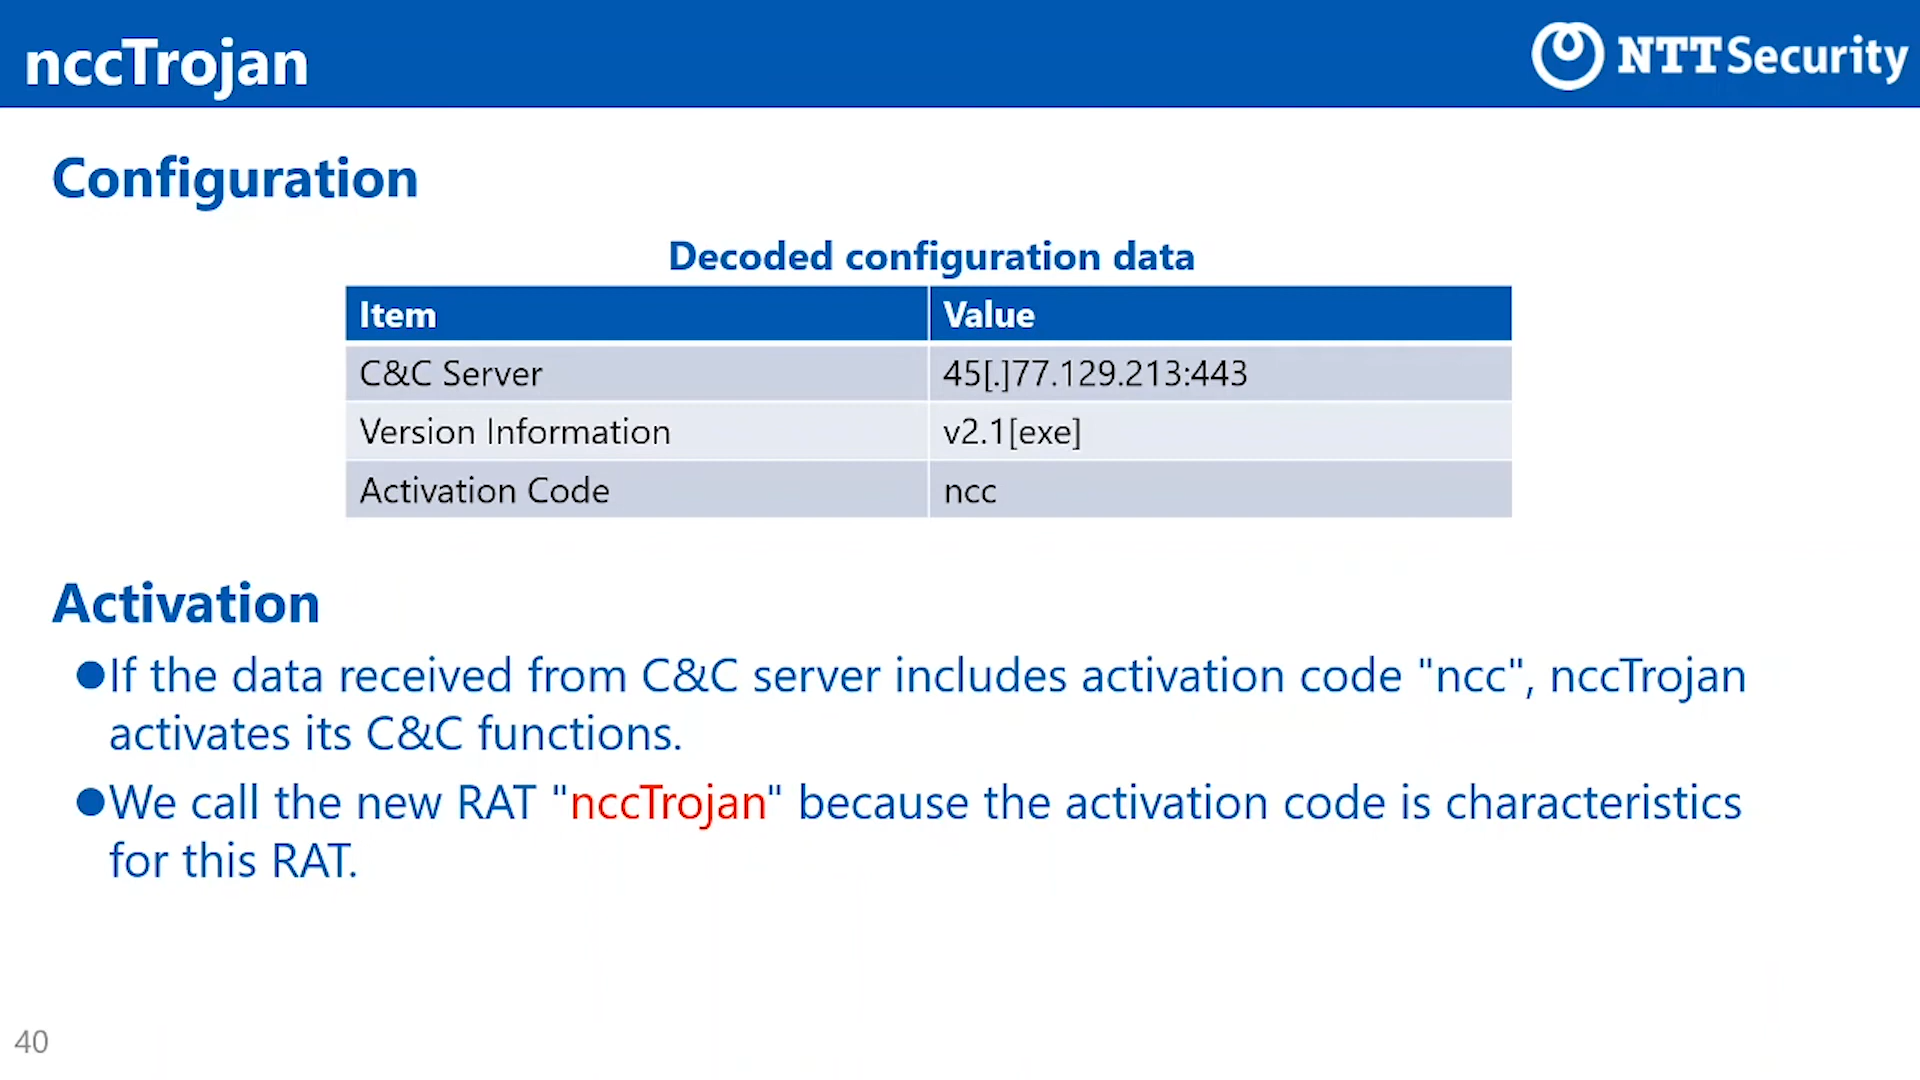 nccTrojan
NTT Security
Configuration
Decoded configuration data
Item Value
C&C Server 45[.]77.129.213:443
Version Information v2.1[exe]
Activation Code ncc
Activation
●If the data received from C&C server includes activation code "ncc", nccTrojan
activates its C&C functions.
●We call the new RAT "nccTrojan" because the activation code is characteristics
for this RAT.
40